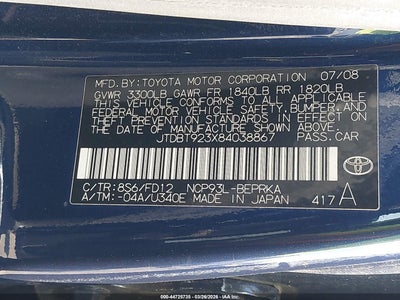 MFD. BY: TOYOTA MOTOR CORPORATION 07/08
GVWR 3300LB GAWR FR 1840LB RR 1820LB
THIS VEHICLE CONFORMS TO ALL APPLICABLE
FEDERAL MOTOR VEHICLE SAFETY, BUMPER, AND
THEFT PREVENTION STANDARDS IN EFFECT ON
THE DATE OF MANUFACTURE SHOWN ABOVE.
JTDBT923X84038867 PASS.CAR
C/TR: 8S6/FD12 NCP93L-BEPRKA
A/TM: -04A/U340E MADE IN JAPAN 417 A
TOYOTA
000-44725735 - 03/26/2026 - IAA Inc.